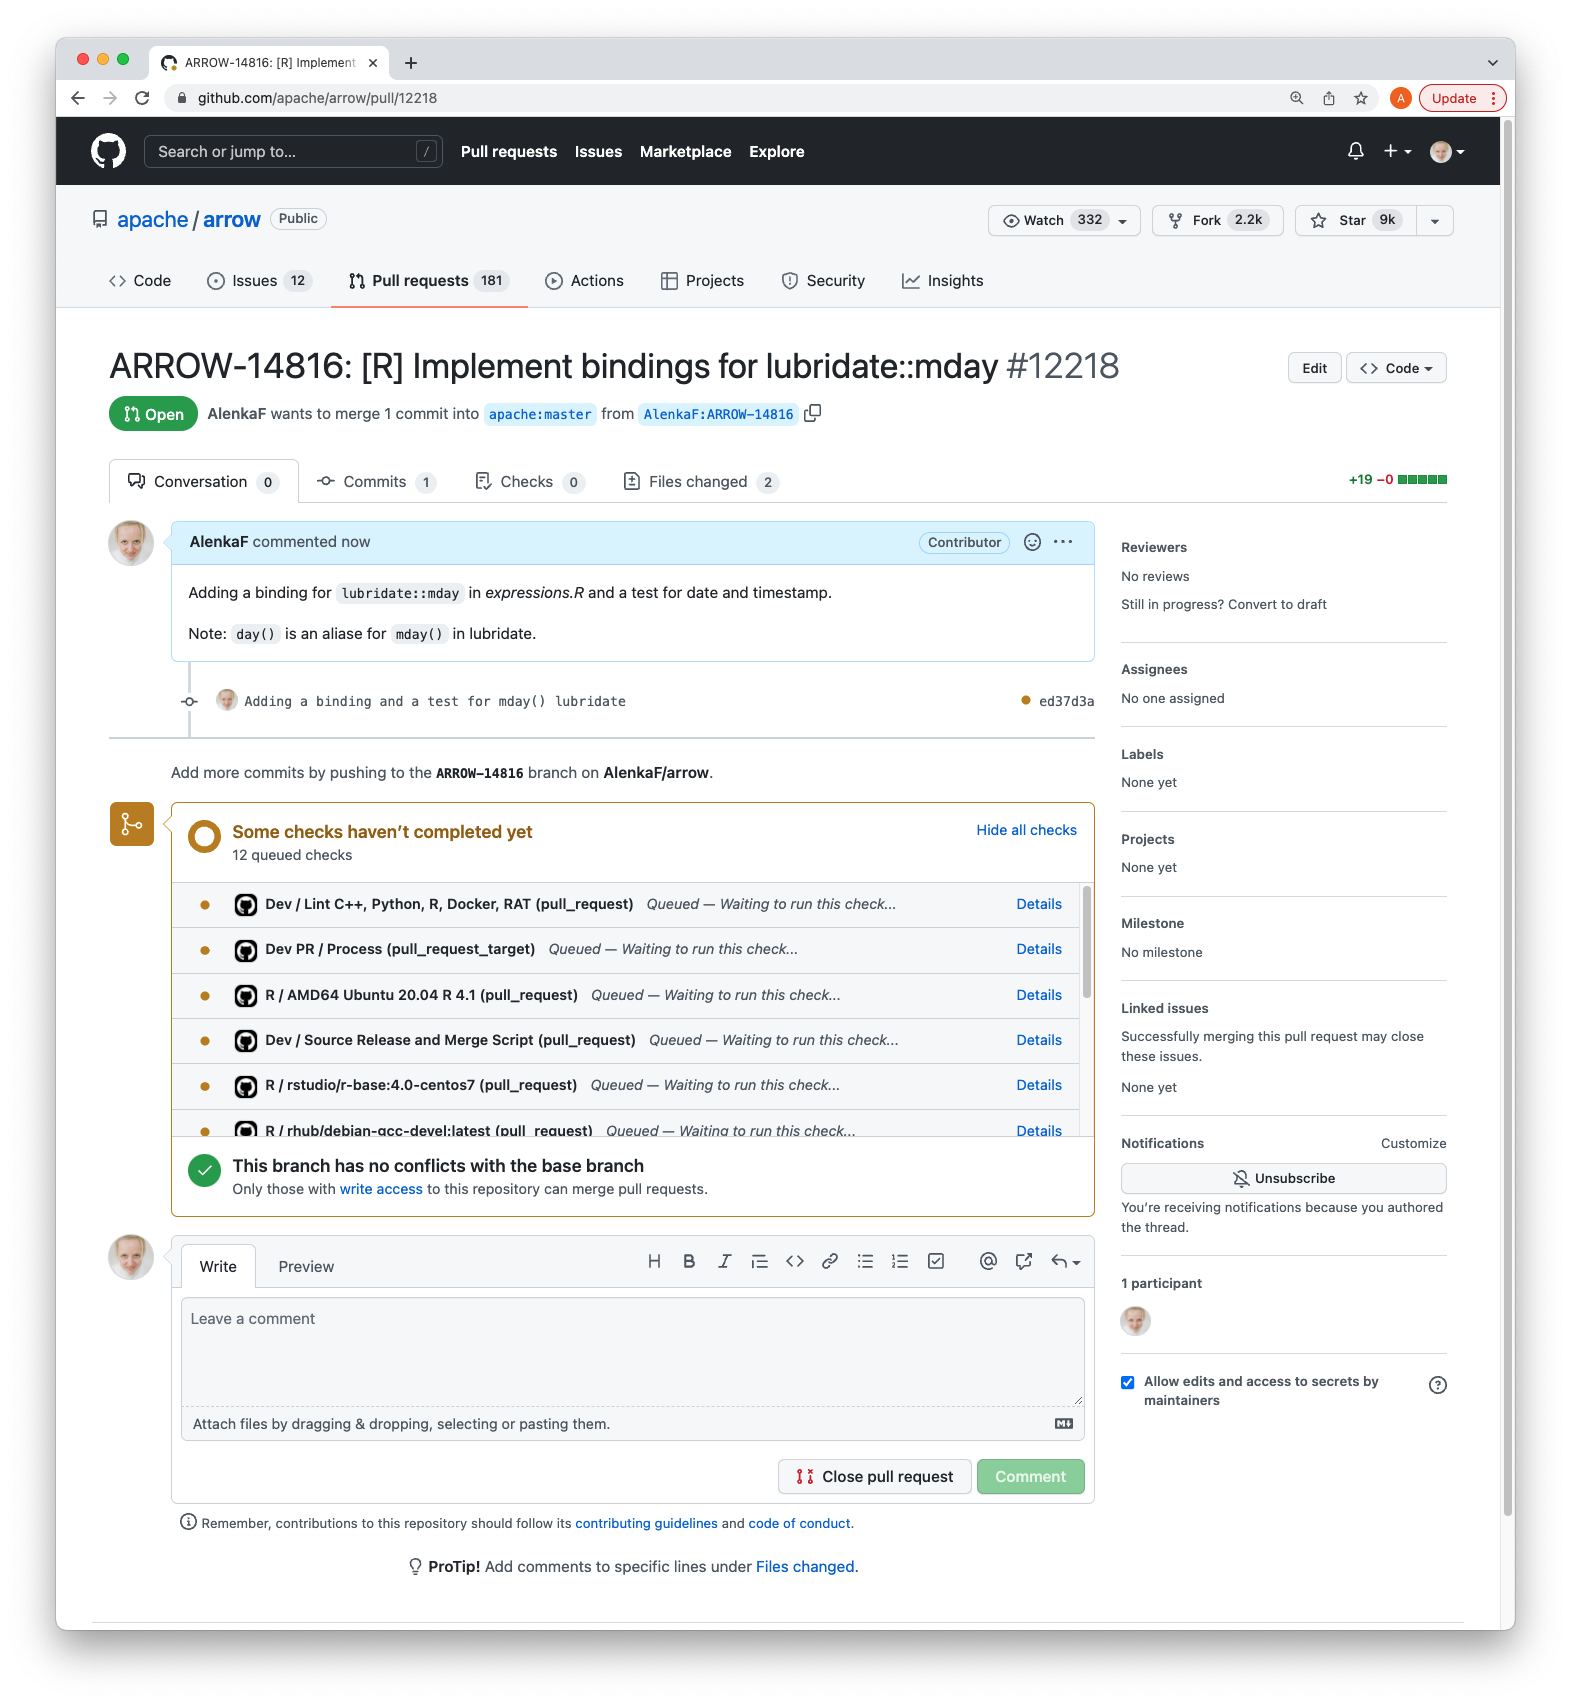 ARROW-14816: [R] Implement
github.com/apache/arrow/pull/12218
A
Update
Search or jump to...
/
Pull requests
Issues
Marketplace
Explore
apache / arrow
Public
Watch 332
Fork 2.2k
Star 9k
Code
Issues 12
Pull requests 181
Actions
Projects
Security
Insights
ARROW-14816: [R] Implement bindings for lubridate::mday #12218
Edit
Code
Open
AlenkaF wants to merge 1 commit into apache:master from AlenkaF:ARROW-14816
Conversation 0
Commits 1
Checks 0
Files changed 2
+19 −0
AlenkaF commented now
Contributor
Adding a binding for lubridate::mday in expressions.R and a test for date and timestamp.
Note: day() is an aliase for mday() in lubridate.
Adding a binding and a test for mday() lubridate
ed37d3a
Add more commits by pushing to the ARROW-14816 branch on AlenkaF/arrow.
Some checks haven't completed yet
12 queued checks
Hide all checks
Dev / Lint C++, Python, R, Docker, RAT (pull_request) Queued — Waiting to run this check... Details
Dev PR / Process (pull_request_target) Queued — Waiting to run this check... Details
R / AMD64 Ubuntu 20.04 R 4.1 (pull_request) Queued — Waiting to run this check... Details
Dev / Source Release and Merge Script (pull_request) Queued — Waiting to run this check... Details
R / rstudio/r-base:4.0-centos7 (pull_request) Queued — Waiting to run this check... Details
R / rhub/debian-gcc-devel:latest (pull_request) Queued — Waiting to run this check... Details
This branch has no conflicts with the base branch
Only those with write access to this repository can merge pull requests.
Write
Preview
H B I
Leave a comment
Attach files by dragging & dropping, selecting or pasting them.
Close pull request
Comment
Remember, contributions to this repository should follow its contributing guidelines and code of conduct.
ProTip! Add comments to specific lines under Files changed.
Reviewers
No reviews
Still in progress? Convert to draft
Assignees
No one assigned
Labels
None yet
Projects
None yet
Milestone
No milestone
Linked issues
Successfully merging this pull request may close
these issues.
None yet
Notifications
Customize
Unsubscribe
You're receiving notifications because you authored
the thread.
1 participant
Allow edits and access to secrets by
maintainers